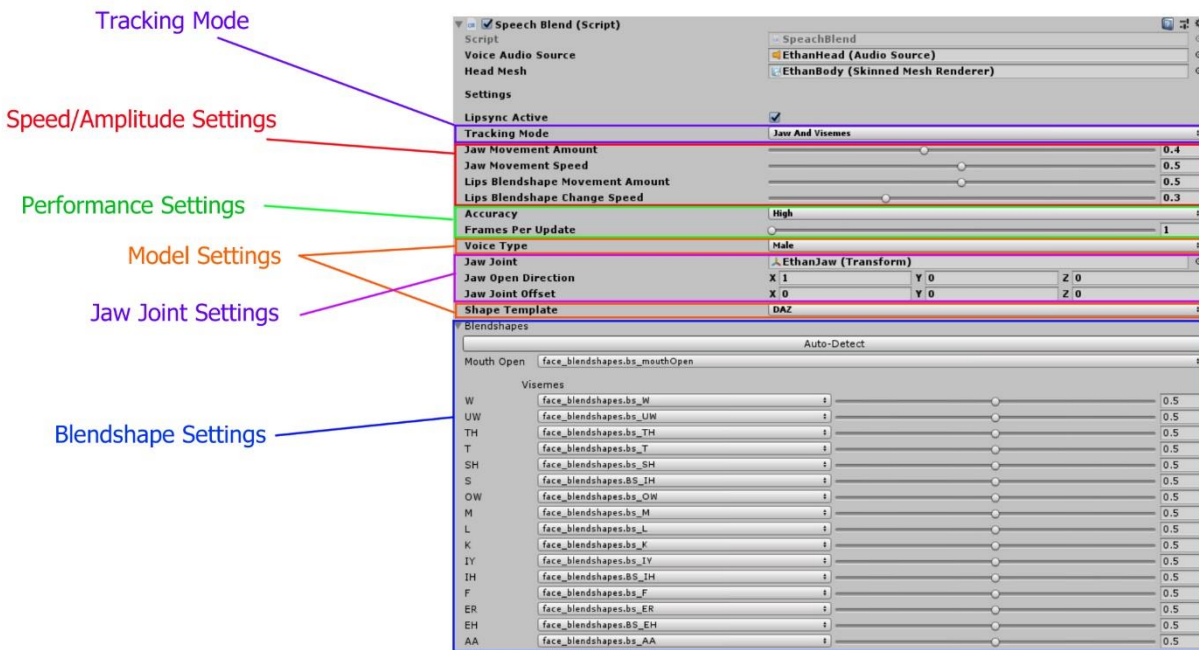 Tracking Mode
Speed/Amplitude Settings
Performance Settings
Model Settings
Jaw Joint Settings
Blendshape Settings
Speech Blend (Script)
Script SpeachBlend
Voice Audio Source EthanHead (Audio Source)
Head Mesh EthanBody (Skinned Mesh Renderer)
Settings
Lipsync Active
Tracking Mode Jaw And Visemes
Jaw Movement Amount 0.4
Jaw Movement Speed 0.5
Lips Blendshape Movement Amount 0.5
Lips Blendshape Change Speed 0.3
Accuracy High
Frames Per Update 1
Voice Type Male
Jaw Joint EthanJaw (Transform)
Jaw Open Direction X 1 Y 0 Z 0
Jaw Joint Offset X 0 Y 0 Z 0
Shape Template DAZ
Blendshapes
Auto-Detect
Mouth Open face_blendshapes.bs_mouthOpen
Visemes
W face_blendshapes.bs_W 0.5
UW face_blendshapes.bs_UW 0.5
TH face_blendshapes.bs_TH 0.5
T face_blendshapes.bs_T 0.5
SH face_blendshapes.bs_SH 0.5
S face_blendshapes.BS_IH 0.5
OW face_blendshapes.bs_OW 0.5
M face_blendshapes.bs_M 0.5
L face_blendshapes.bs_L 0.5
K face_blendshapes.bs_K 0.5
IY face_blendshapes.bs_IY 0.5
IH face_blendshapes.BS_IH 0.5
F face_blendshapes.bs_F 0.5
ER face_blendshapes.bs_ER 0.5
EH face_blendshapes.BS_EH 0.5
AA face_blendshapes.bs_AA 0.5